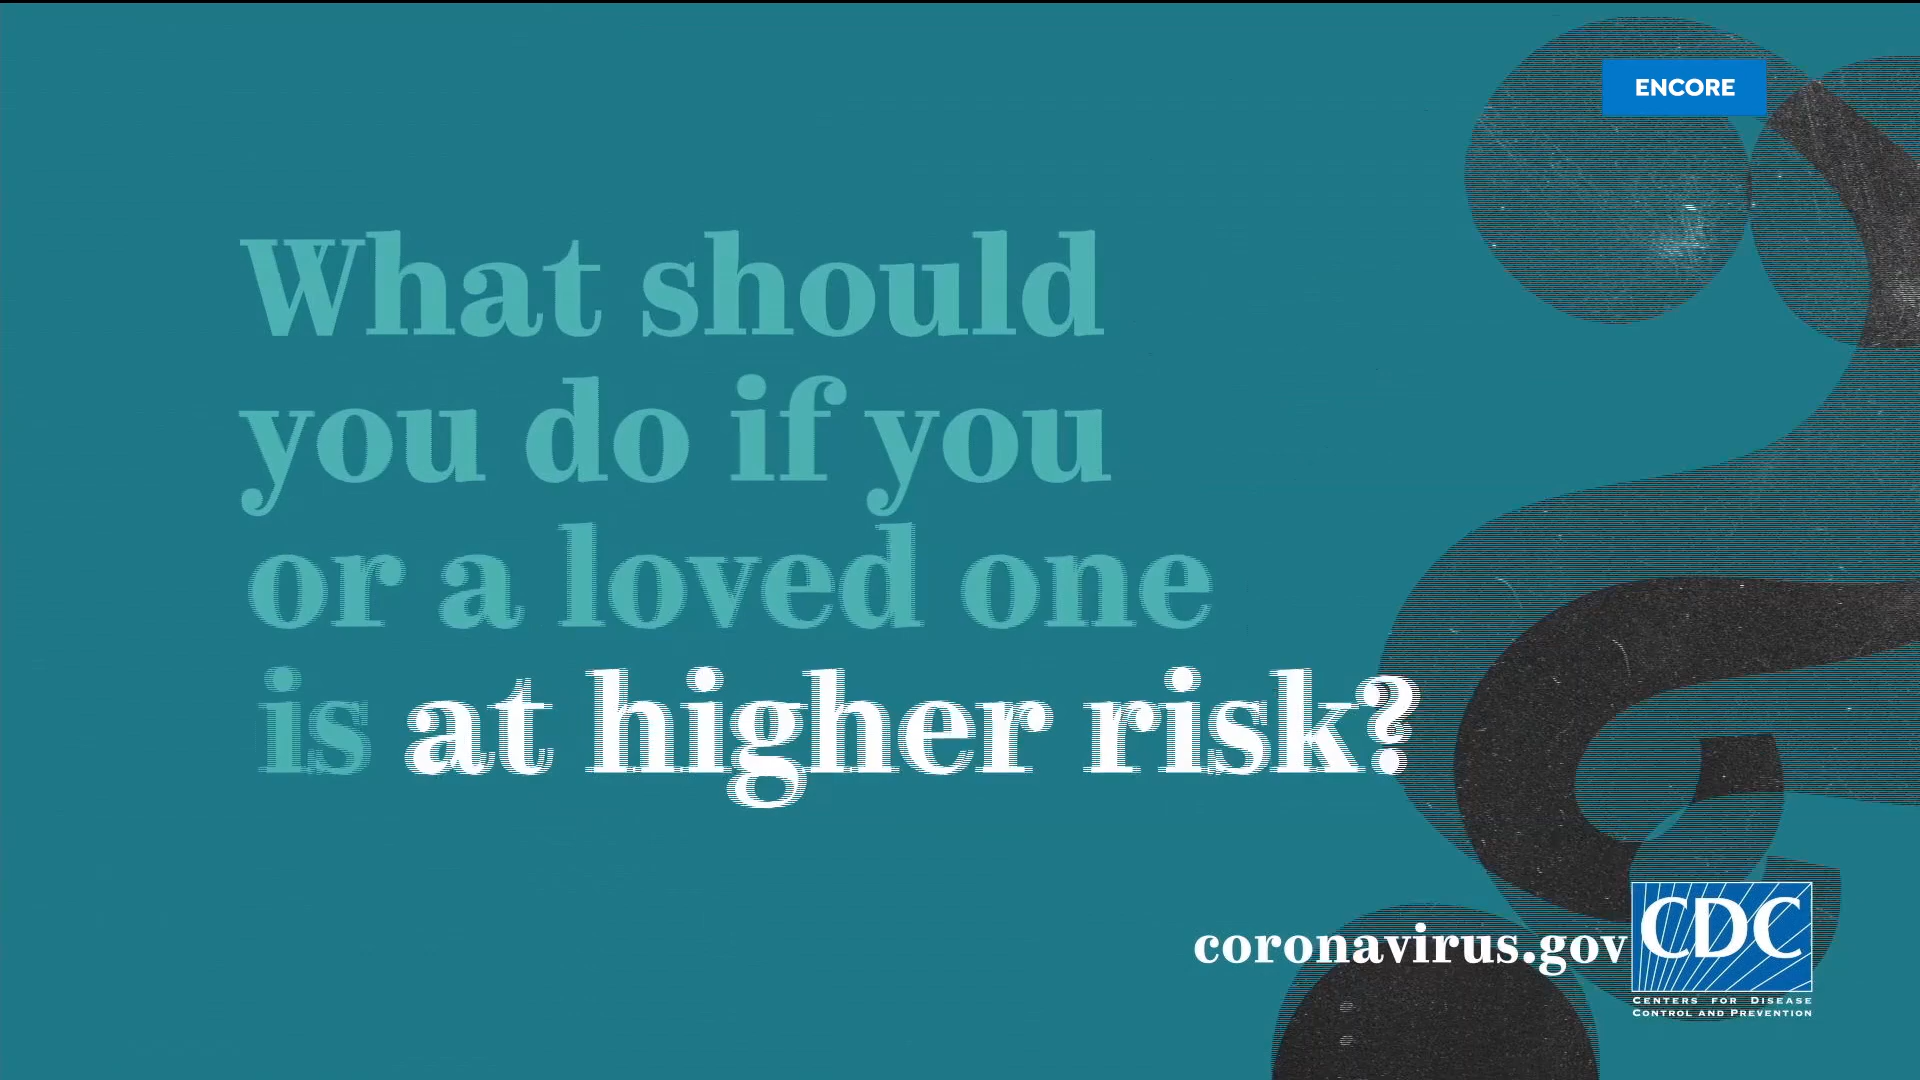 ENCORE
What should
you do if you
or a loved one
is at higher risk?
coronavirus.gov
CDC
CENTERS FOR DISEASE
CONTROL AND PREVENTION